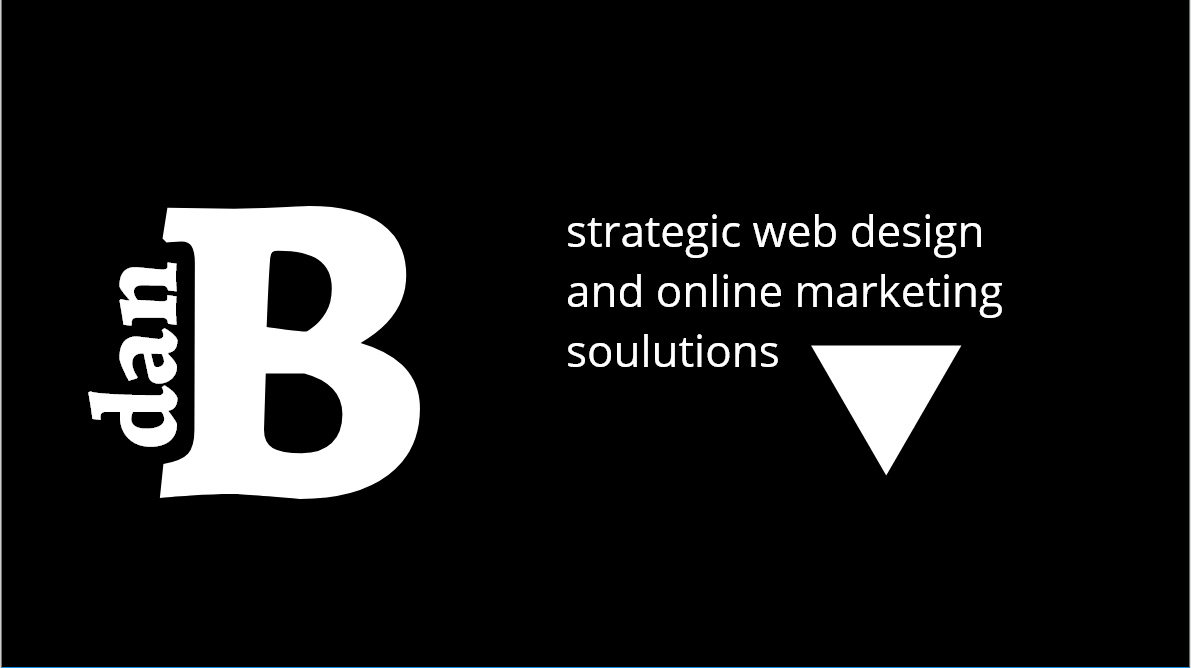 dan
B
strategic web design
and online marketing
soulutions